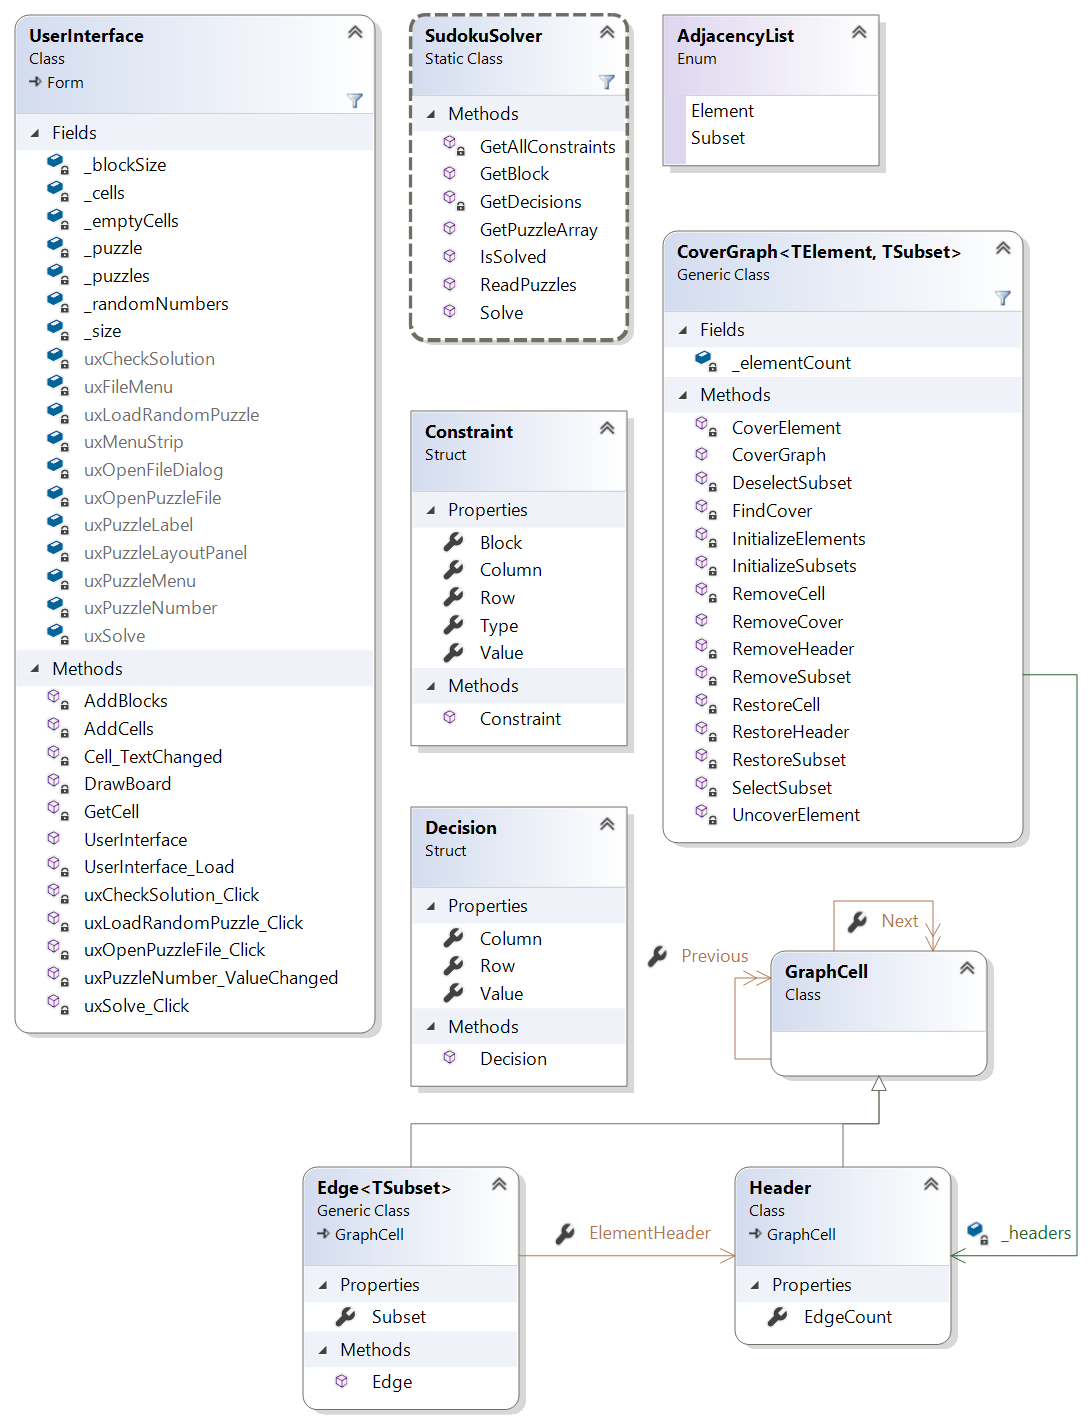 UserInterface
Class
Form
Fields
_blockSize
_cells
_emptyCells
_puzzle
_puzzles
_randomNumbers
_size
uxCheckSolution
uxFileMenu
uxLoadRandomPuzzle
uxMenuStrip
uxOpenFileDialog
uxOpenPuzzleFile
uxPuzzleLabel
uxPuzzleLayoutPanel
uxPuzzleMenu
uxPuzzleNumber
uxSolve
Methods
AddBlocks
AddCells
Cell_TextChanged
DrawBoard
GetCell
UserInterface
UserInterface_Load
uxCheckSolution_Click
uxLoadRandomPuzzle_Click
uxOpenPuzzleFile_Click
uxPuzzleNumber_ValueChanged
uxSolve_Click
SudokuSolver
Static Class
Methods
GetAllConstraints
GetBlock
GetDecisions
GetPuzzleArray
IsSolved
ReadPuzzles
Solve
Constraint
Struct
Properties
Block
Column
Row
Type
Value
Methods
Constraint
Decision
Struct
Properties
Column
Row
Value
Methods
Decision
AdjacencyList
Enum
Element
Subset
CoverGraph<TElement, TSubset>
Generic Class
Fields
_elementCount
Methods
CoverElement
CoverGraph
DeselectSubset
FindCover
InitializeElements
InitializeSubsets
RemoveCell
RemoveCover
RemoveHeader
RemoveSubset
RestoreCell
RestoreHeader
RestoreSubset
SelectSubset
UncoverElement
Next
Previous
GraphCell
Class
Edge<TSubset>
Generic Class
GraphCell
Properties
Subset
Methods
Edge
ElementHeader
Header
Class
GraphCell
Properties
EdgeCount
_headers